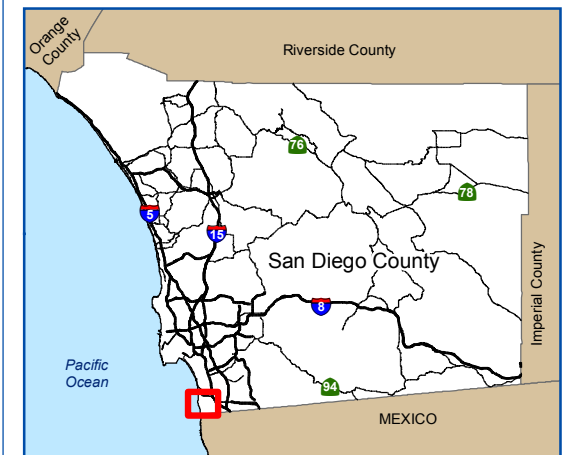 Orange
County
Riverside County
76
78
5
15
San Diego County
Imperial County
8
Pacific
Ocean
94
MEXICO